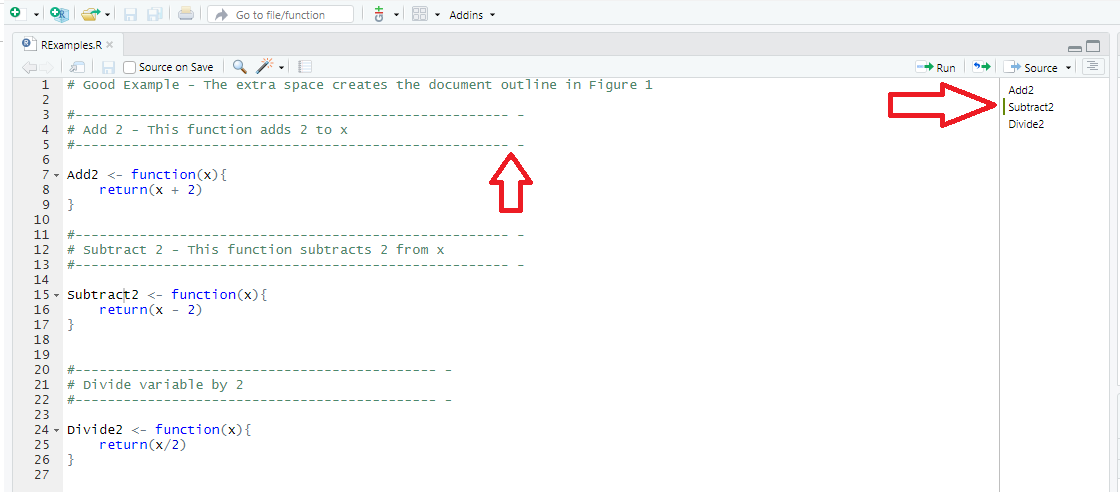 Go to file/function Addins
RExamples.R
Source on Save Run Source
1 # Good Example - The extra space creates the document outline in Figure 1
2
3 #------------------------------------------------------ -
4 # Add 2 - This function adds 2 to x
5 #------------------------------------------------------ -
6
7 Add2 <- function(x){
8     return(x + 2)
9 }
10
11 #------------------------------------------------------ -
12 # Subtract 2 - This function subtracts 2 from x
13 #------------------------------------------------------ -
14
15 Subtract2 <- function(x){
16     return(x - 2)
17 }
18
19
20 #--------------------------------------------- -
21 # Divide variable by 2
22 #--------------------------------------------- -
23
24 Divide2 <- function(x){
25     return(x/2)
26 }
27
Add2
Subtract2
Divide2